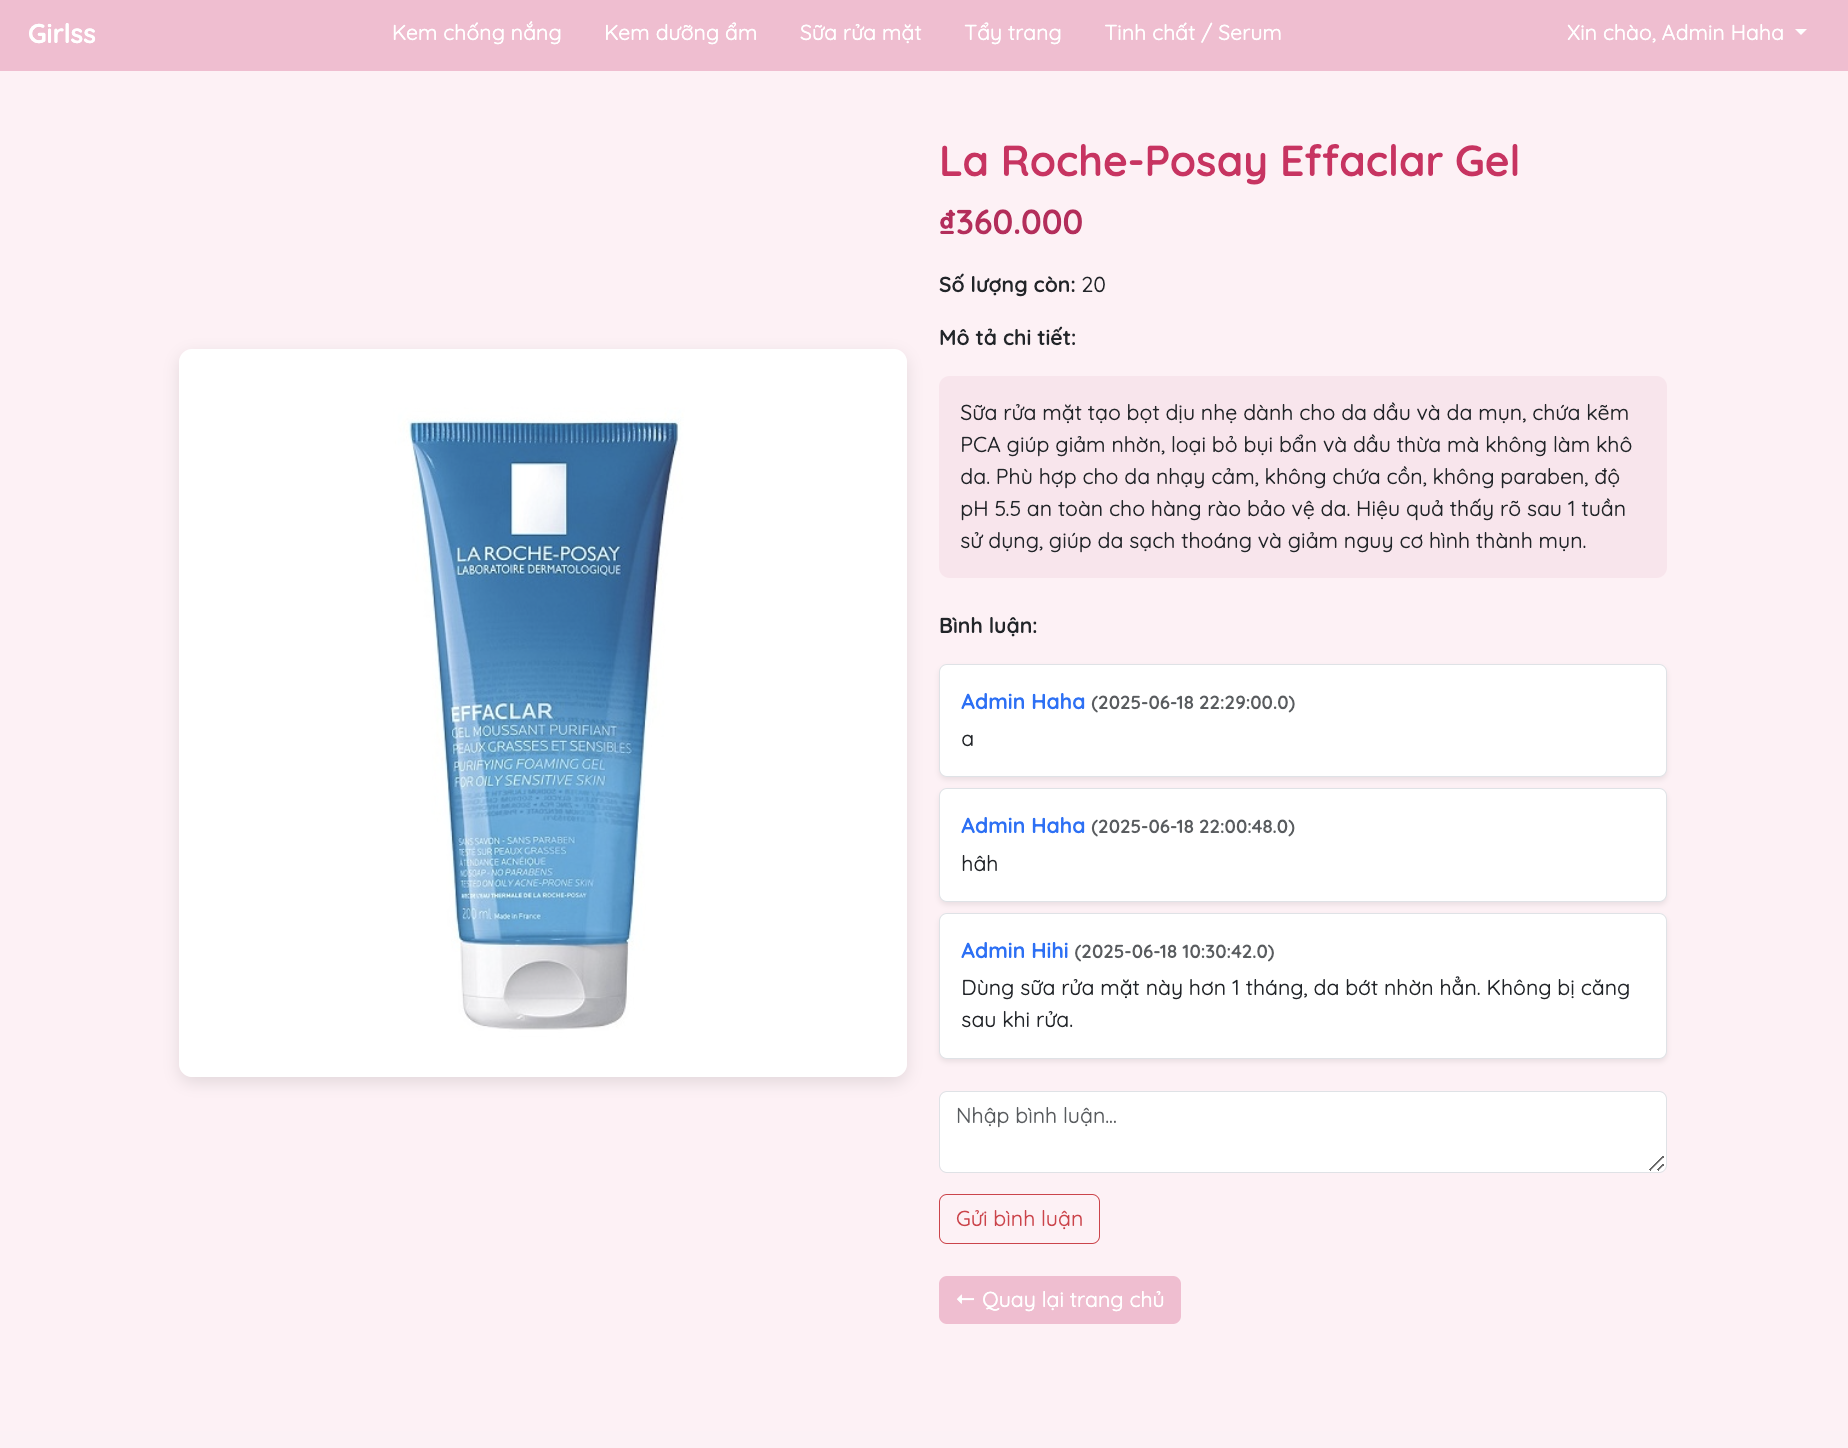 Girlss
Kem chống nắng
Kem dưỡng ẩm
Sữa rửa mặt
Tẩy trang
Tinh chất / Serum
Xin chào, Admin Haha
La Roche-Posay Effaclar Gel
₫360.000
Số lượng còn: 20
Mô tả chi tiết:
Sữa rửa mặt tạo bọt dịu nhẹ dành cho da dầu và da mụn, chứa kẽm
PCA giúp giảm nhờn, loại bỏ bụi bẩn và dầu thừa mà không làm khô
da. Phù hợp cho da nhạy cảm, không chứa cồn, không paraben, độ
pH 5.5 an toàn cho hàng rào bảo vệ da. Hiệu quả thấy rõ sau 1 tuần
sử dụng, giúp da sạch thoáng và giảm nguy cơ hình thành mụn.
LA ROCHE-POSAY
LABORATOIRE DERMATOLOGIQUE
EFFACLAR
GEL MOUSSANT PURIFIANT
PEAUX GRASSES ET SENSIBLES
PURIFYING FOAMING GEL
FOR OILY SENSITIVE SKIN
SANS SAVON - SANS PARABEN
TESTÉ SUR PEAUX GRASSES
À TENDANCE ACNÉIQUE
NO SOAP - NO PARABENS
TESTED ON OILY ACNE-PRONE SKIN
THERMALE DE LA ROCHE-POSAY
200 ml Made in France
Bình luận:
Admin Haha (2025-06-18 22:29:00.0)
a
Admin Haha (2025-06-18 22:00:48.0)
hâh
Admin Hihi (2025-06-18 10:30:42.0)
Dùng sữa rửa mặt này hơn 1 tháng, da bớt nhờn hẳn. Không bị căng
sau khi rửa.
Nhập bình luận...
Gửi bình luận
← Quay lại trang chủ